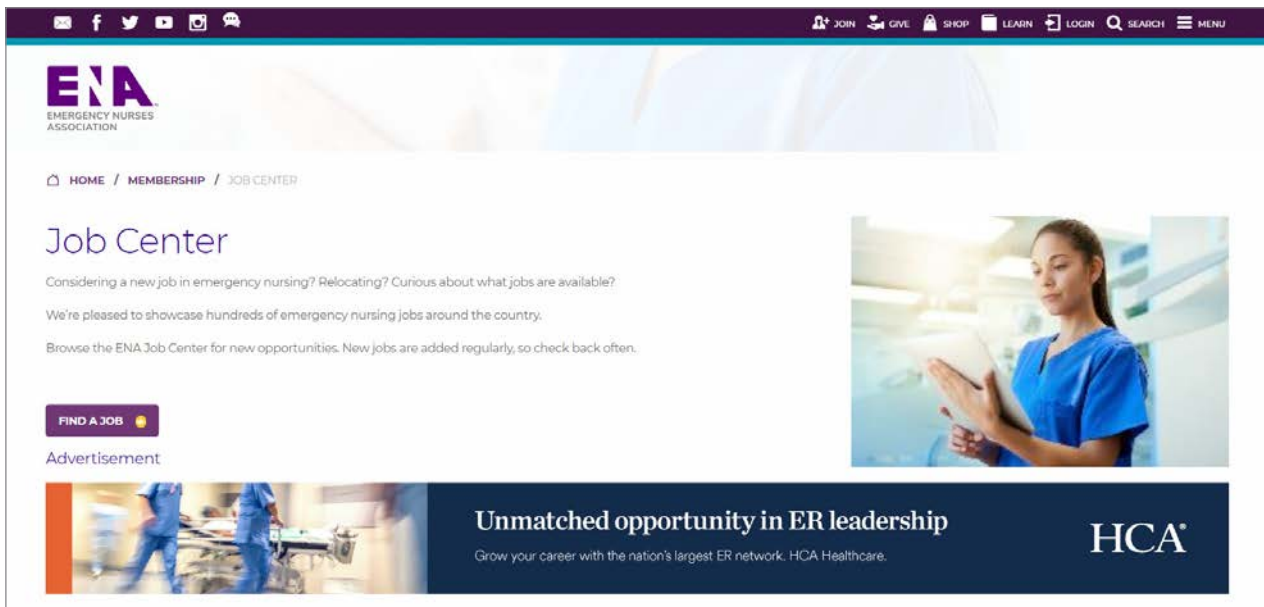 JOIN GIVE SHOP LEARN LOGIN SEARCH MENU
ENA
EMERGENCY NURSES
ASSOCIATION
HOME / MEMBERSHIP / JOB CENTER
Job Center
Considering a new job in emergency nursing? Relocating? Curious about what jobs are available?
We're pleased to showcase hundreds of emergency nursing jobs around the country.
Browse the ENA Job Center for new opportunities. New jobs are added regularly, so check back often.
FIND A JOB
Advertisement
Unmatched opportunity in ER leadership
Grow your career with the nation's largest ER network. HCA Healthcare.
HCA